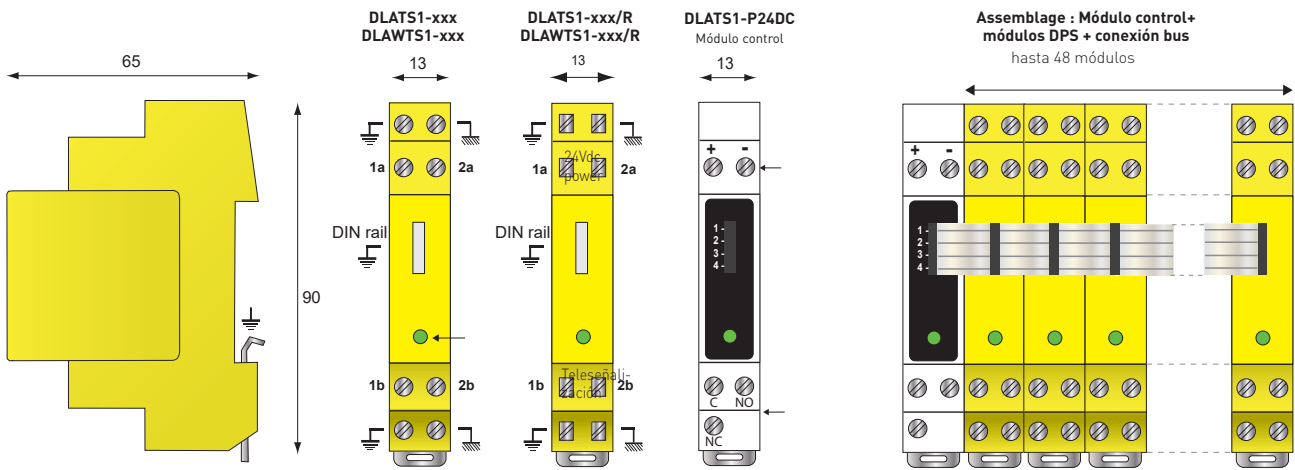 DLATS1-xxx
DLAWTS1-xxx
DLATS1-xxx/R
DLAWTS1-xxx/R
DLATS1-P24DC
Módulo control
Assemblage : Módulo control+
módulos DPS + conexión bus
hasta 48 módulos
65
13
13
13
90
1a
2a
DIN rail
1b
2b
1a
24Vdc
power
2a
DIN rail
1b
Teleseñali-
zación
2b
+ -
1 -
2 -
3 -
4 -
C NO
NC
+ -
1 -
2 -
3 -
4 -